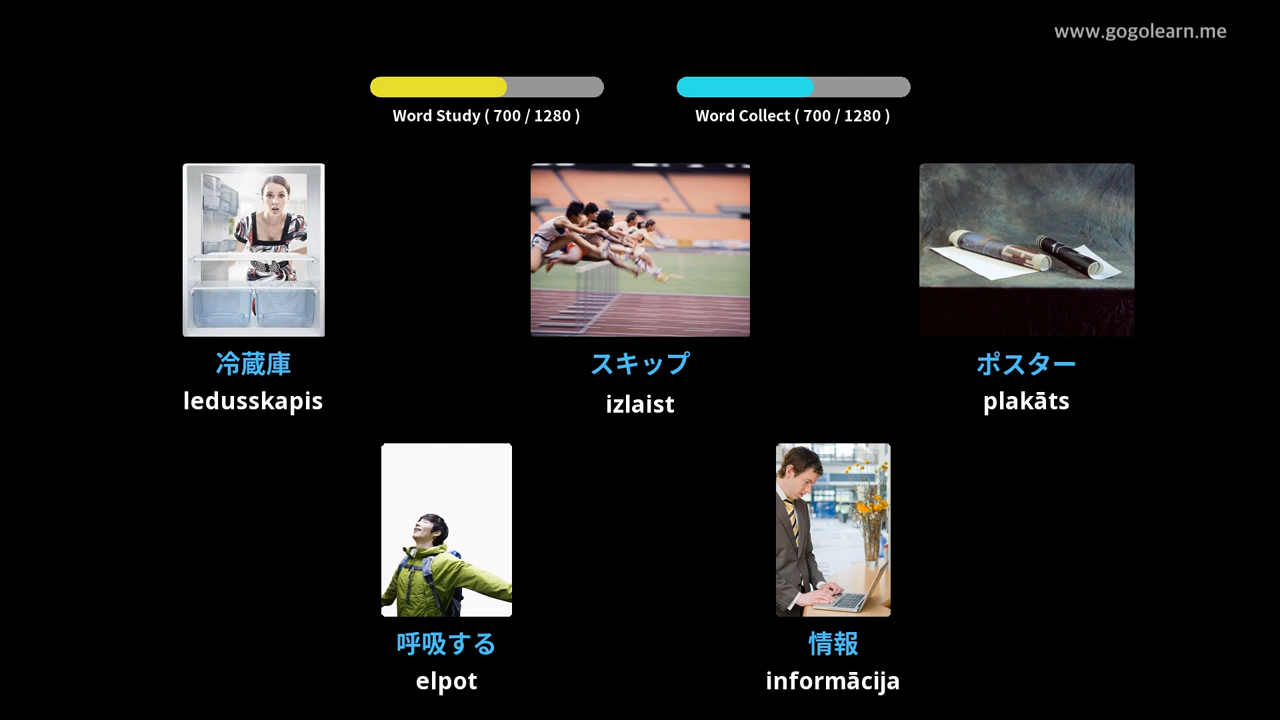 www.gogolearn.me
Word Study ( 700 / 1280 )
Word Collect ( 700 / 1280 )
冷蔵庫
ledusskapis
スキップ
izlaist
ポスター
plakāts
呼吸する
elpot
情報
informācija